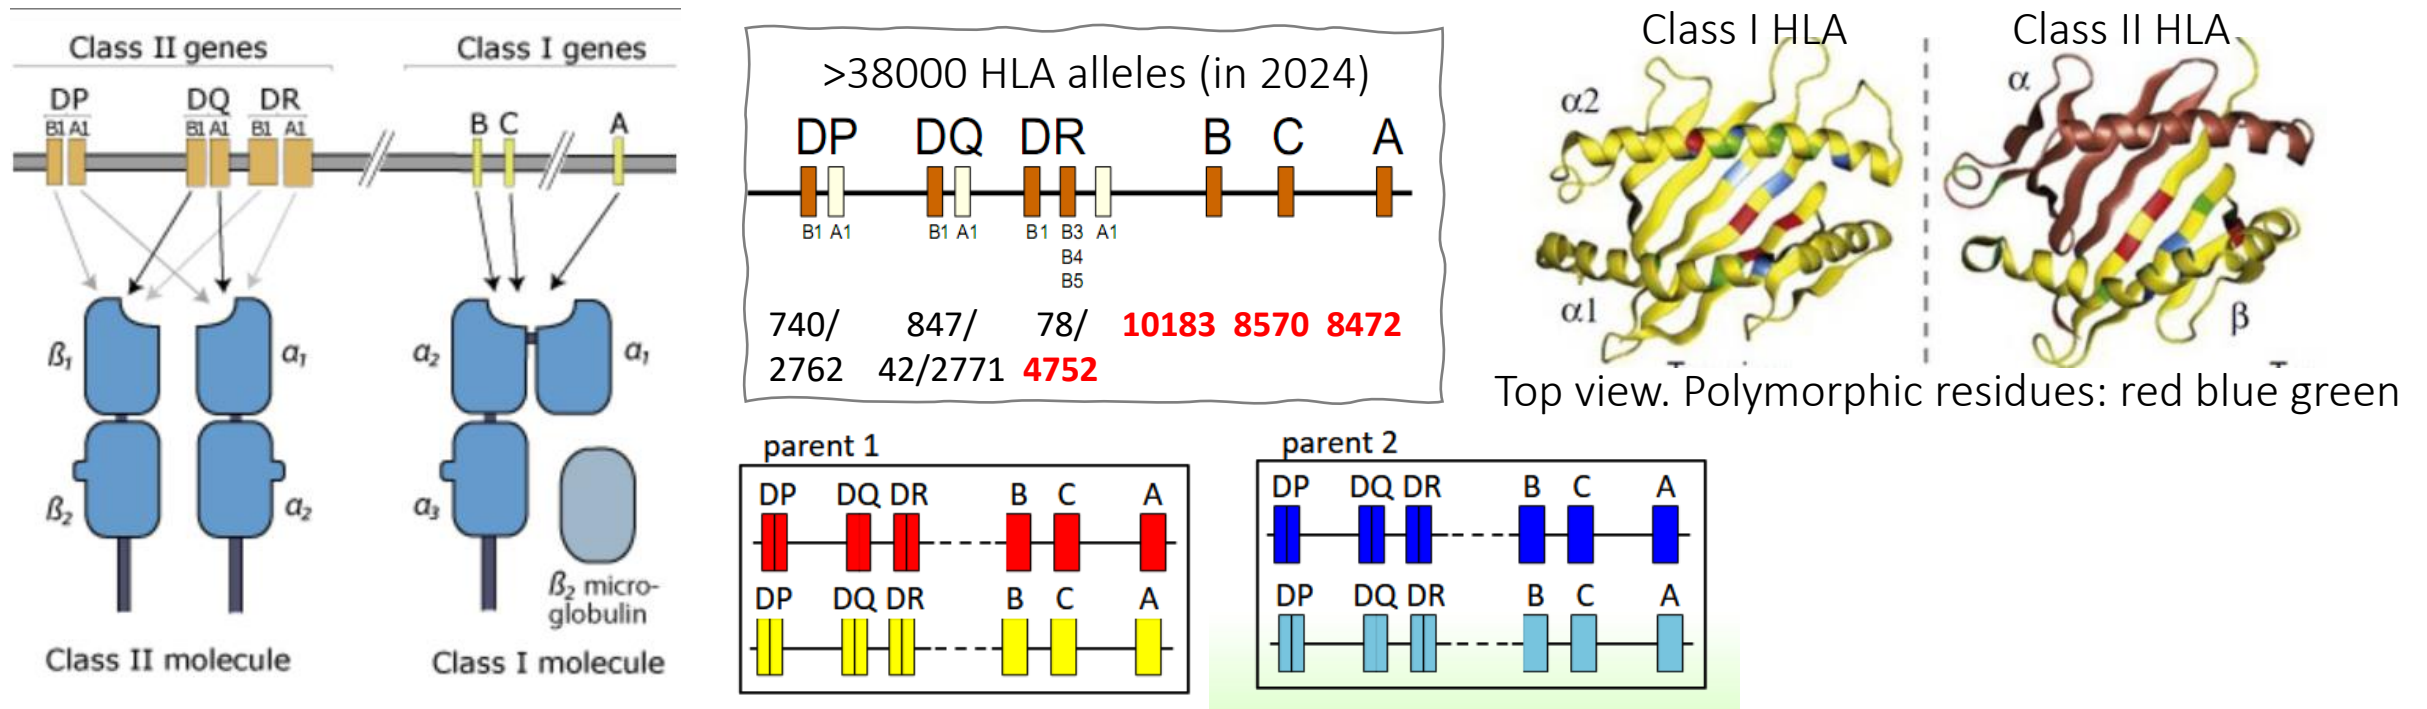 Class II genes
Class I genes
DP
DQ
DR
B1 A1
B1 A1
B1 A1
B C
A
ß1
α1
α2
α1
ß2
α2
α3
ß2 micro-
globulin
Class II molecule
Class I molecule
>38000 HLA alleles (in 2024)
DP DQ DR B C A
B1 A1 B1 A1 B1 B3 A1
B4
B5
740/ 847/ 78/ 10183 8570 8472
2762 42/2771 4752
Class I HLA
Class II HLA
α2
α1
α
β
Top view. Polymorphic residues: red blue green
parent 1
DP DQ DR B C A
DP DQ DR B C A
parent 2
DP DQ DR B C A
DP DQ DR B C A